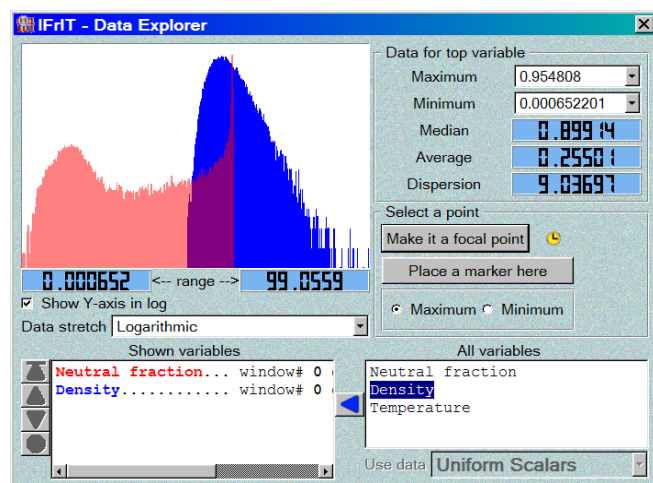 IFrIT - Data Explorer
Data for top variable
Maximum 0.954808
Minimum 0.000652201
Median 0.89914
Average 0.25501
Dispersion 9.03697
Select a point
Make it a focal point
Place a marker here
Maximum Minimum
0.000652 <-- range --> 99.0559
Show Y-axis in log
Data stretch Logarithmic
Shown variables
Neutral fraction... window# 0
Density............ window# 0
All variables
Neutral fraction
Density
Temperature
Use data Uniform Scalars